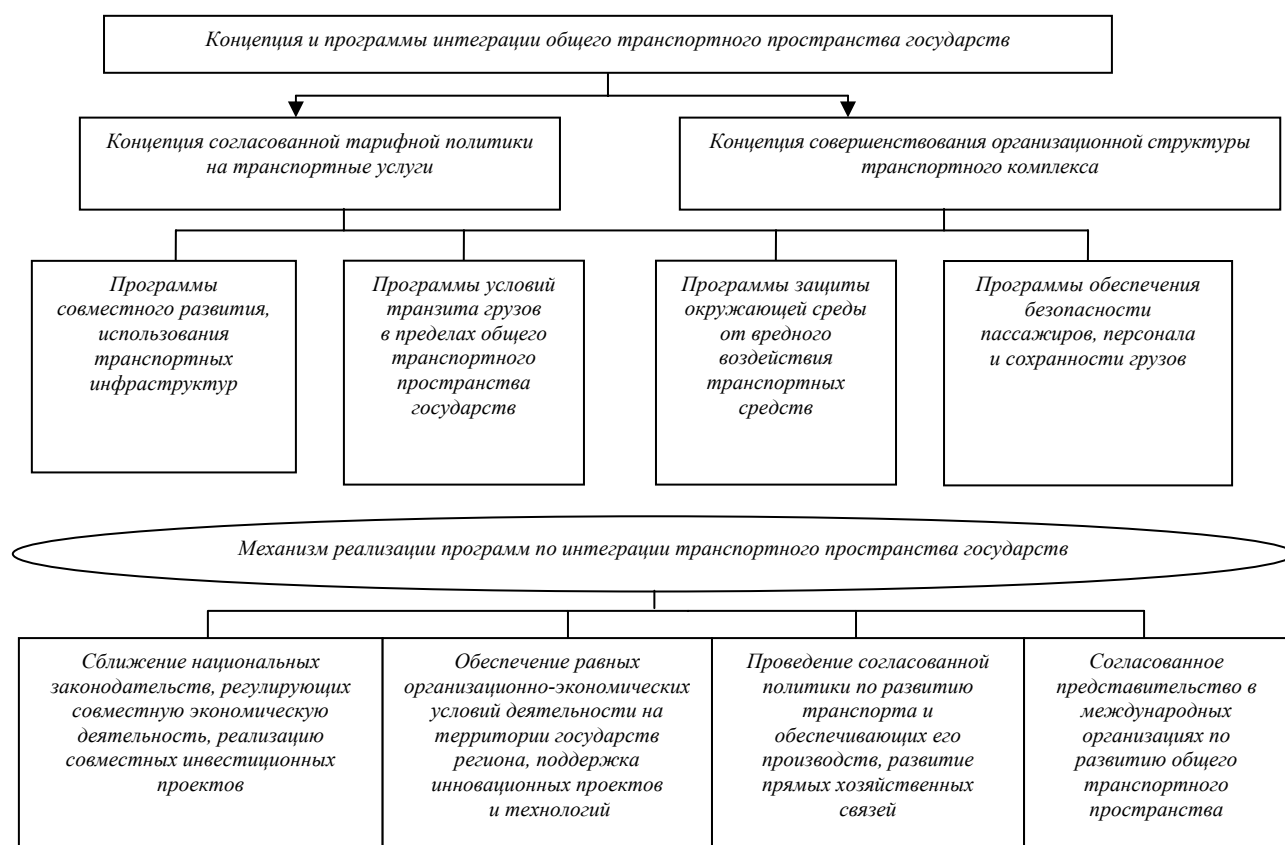 Концепция и программы интеграции общего транспортного пространства государств
Концепция согласованной тарифной политики
на транспортные услуги
Концепция совершенствования организационной структуры
транспортного комплекса
Программы
совместного развития,
использования
транспортных
инфраструктур
Программы условий
транзита грузов
в пределах общего
транспортного
пространства
государств
Программы защиты
окружающей среды
от вредного
воздействия
транспортных
средств
Программы обеспечения
безопасности
пассажиров, персонала
и сохранности грузов
Механизм реализации программ по интеграции транспортного пространства государств
Сближение национальных
законодательств, регулирующих
совместную экономическую
деятельность, реализацию
совместных инвестиционных
проектов
Обеспечение равных
организационно-экономических
условий деятельности на
территории государств
региона, поддержка
инновационных проектов
и технологий
Проведение согласованной
политики по развитию
транспорта и
обеспечивающих его
производств, развитие
прямых хозяйственных
связей
Согласованное
представительство в
международных
организациях по
развитию общего
транспортного
пространства